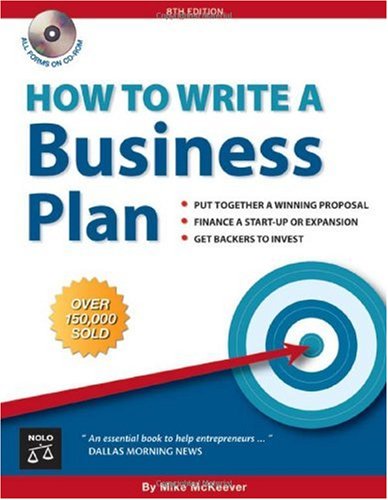 8TH EDITION
ALL FORMS ON CD-ROM
HOW TO WRITE A
Business
Plan
• PUT TOGETHER A WINNING PROPOSAL
• FINANCE A START-UP OR EXPANSION
• GET BACKERS TO INVEST
OVER
150,000
SOLD
NOLO
"An essential book to help entrepreneurs ..."
DALLAS MORNING NEWS
By Mike McKeever